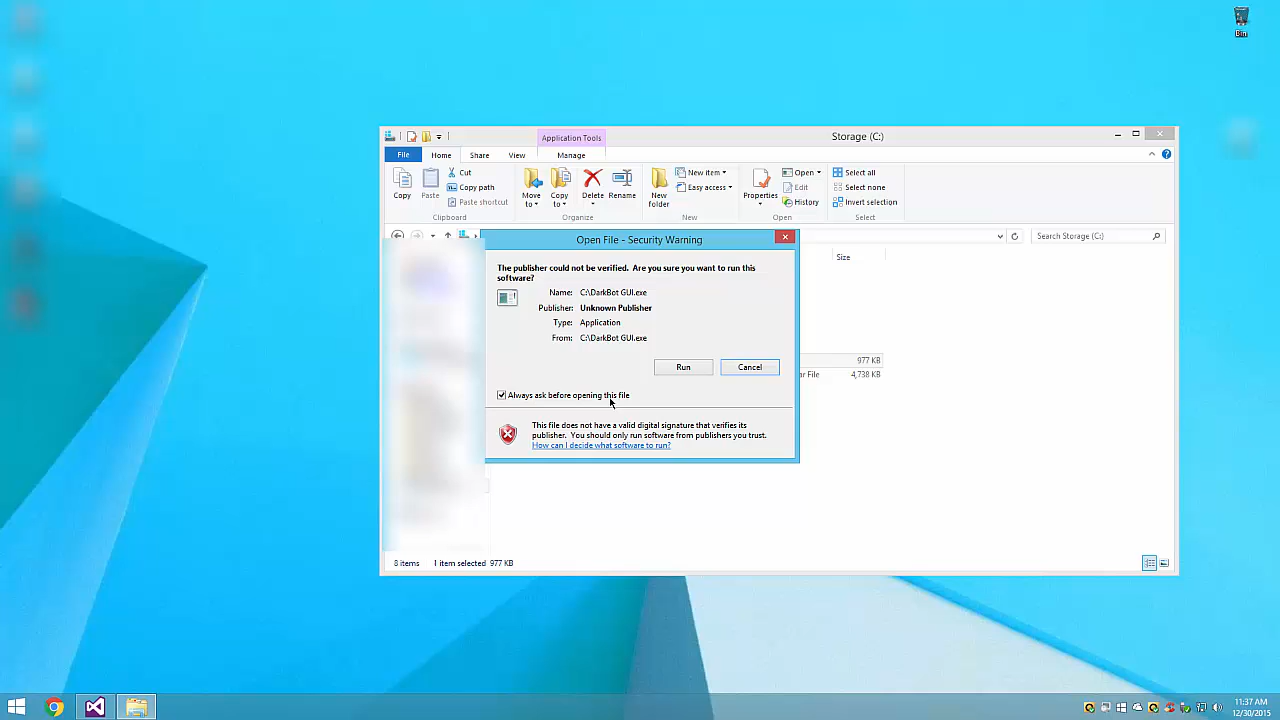 Bin
Application Tools
Storage (C:)
File
Home
Share
View
Manage
Copy
Paste
Cut
Copy path
Paste shortcut
Clipboard
Move to
Copy to
Delete
Rename
Organize
New folder
New item
Easy access
New
Properties
Open
Edit
History
Open
Select all
Select none
Invert selection
Select
Search Storage (C:)
Size
Open File - Security Warning
The publisher could not be verified. Are you sure you want to run this
software?
Name: C:\DarkBot GUI.exe
Publisher: Unknown Publisher
Type: Application
From: C:\DarkBot GUI.exe
Run
Cancel
977 KB
ar File
4,738 KB
Always ask before opening this file
This file does not have a valid digital signature that verifies its
publisher. You should only run software from publishers you trust.
How can I decide what software to run?
8 items
1 item selected 977 KB
11:37 AM
12/30/2015